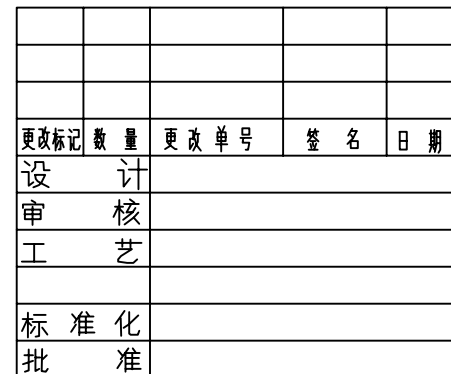 更改标记 数量 更改单号 签名 日期
设计
审核
工艺
标准化
批准